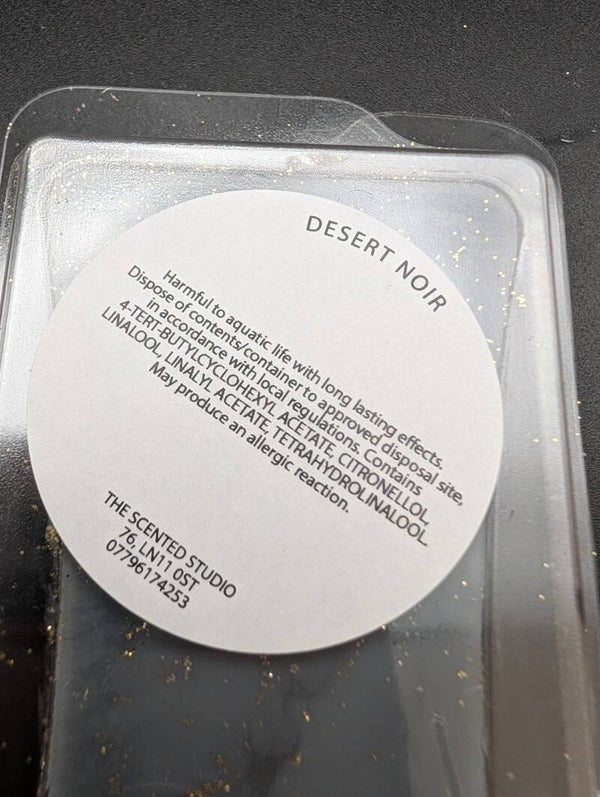 DESERT NOIR
Harmful to aquatic life with long lasting effects.
Dispose of contents/container to approved disposal site,
in accordance with local regulations. Contains
4-TERT-BUTYLCYCLOHEXYL ACETATE, CITRONELLOL,
LINALOOL, LINALYL ACETATE, TETRAHYDROLINALOOL.
May produce an allergic reaction.
THE SCENTED STUDIO
76, LN11 0ST
07796174253